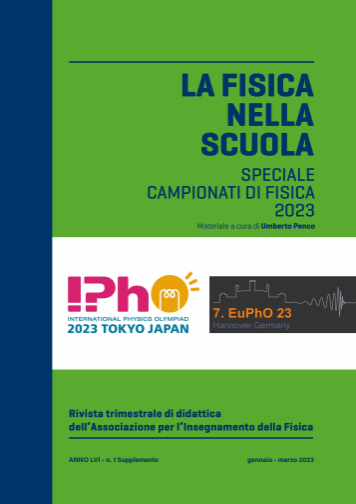 LA FISICA
NELLA
SCUOLA
SPECIALE
CAMPIONATI DI FISICA
2023
Materiale a cura di Umberto Penco
!?PhO
INTERNATIONAL PHYSICS OLYMPIAD
2023 TOKYO JAPAN
7. EuPhO 23
Hannover Germany
Rivista trimestrale di didattica
dell'Associazione per l'Insegnamento della Fisica
ANNO LVI - n. 1 Supplemento gennaio - marzo 2023